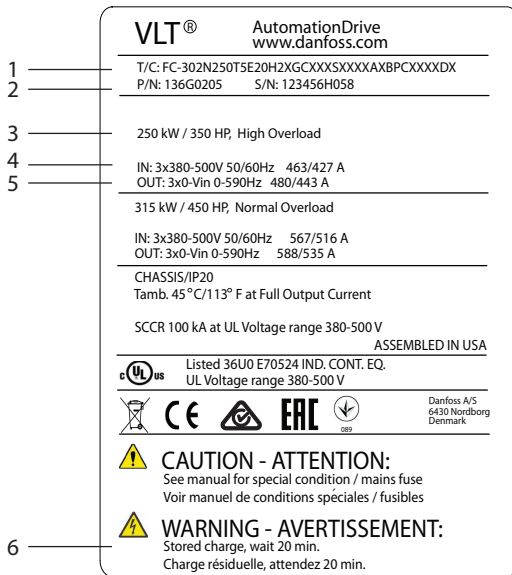 VLT® AutomationDrive
www.danfoss.com
1 T/C: FC-302N250T5E20H2XGCXXXSXXXXAXBPCXXXXDX
2 P/N: 136G0205 S/N: 123456H058
3 250 kW / 350 HP, High Overload
4 IN: 3x380-500V 50/60Hz 463/427 A
5 OUT: 3x0-Vin 0-590Hz 480/443 A
315 kW / 450 HP, Normal Overload
IN: 3x380-500V 50/60Hz 567/516 A
OUT: 3x0-Vin 0-590Hz 588/535 A
CHASSIS/IP20
Tamb. 45°C/113° F at Full Output Current
SCCR 100 kA at UL Voltage range 380-500 V
ASSEMBLED IN USA
c UL us Listed 36U0 E70524 IND. CONT. EQ.
UL Voltage range 380-500 V
CE EAC 089
Danfoss A/S
6430 Nordborg
Denmark
CAUTION - ATTENTION:
See manual for special condition / mains fuse
Voir manuel de conditions spéciales / fusibles
WARNING - AVERTISSEMENT:
6 Stored charge, wait 20 min.
Charge résiduelle, attendez 20 min.